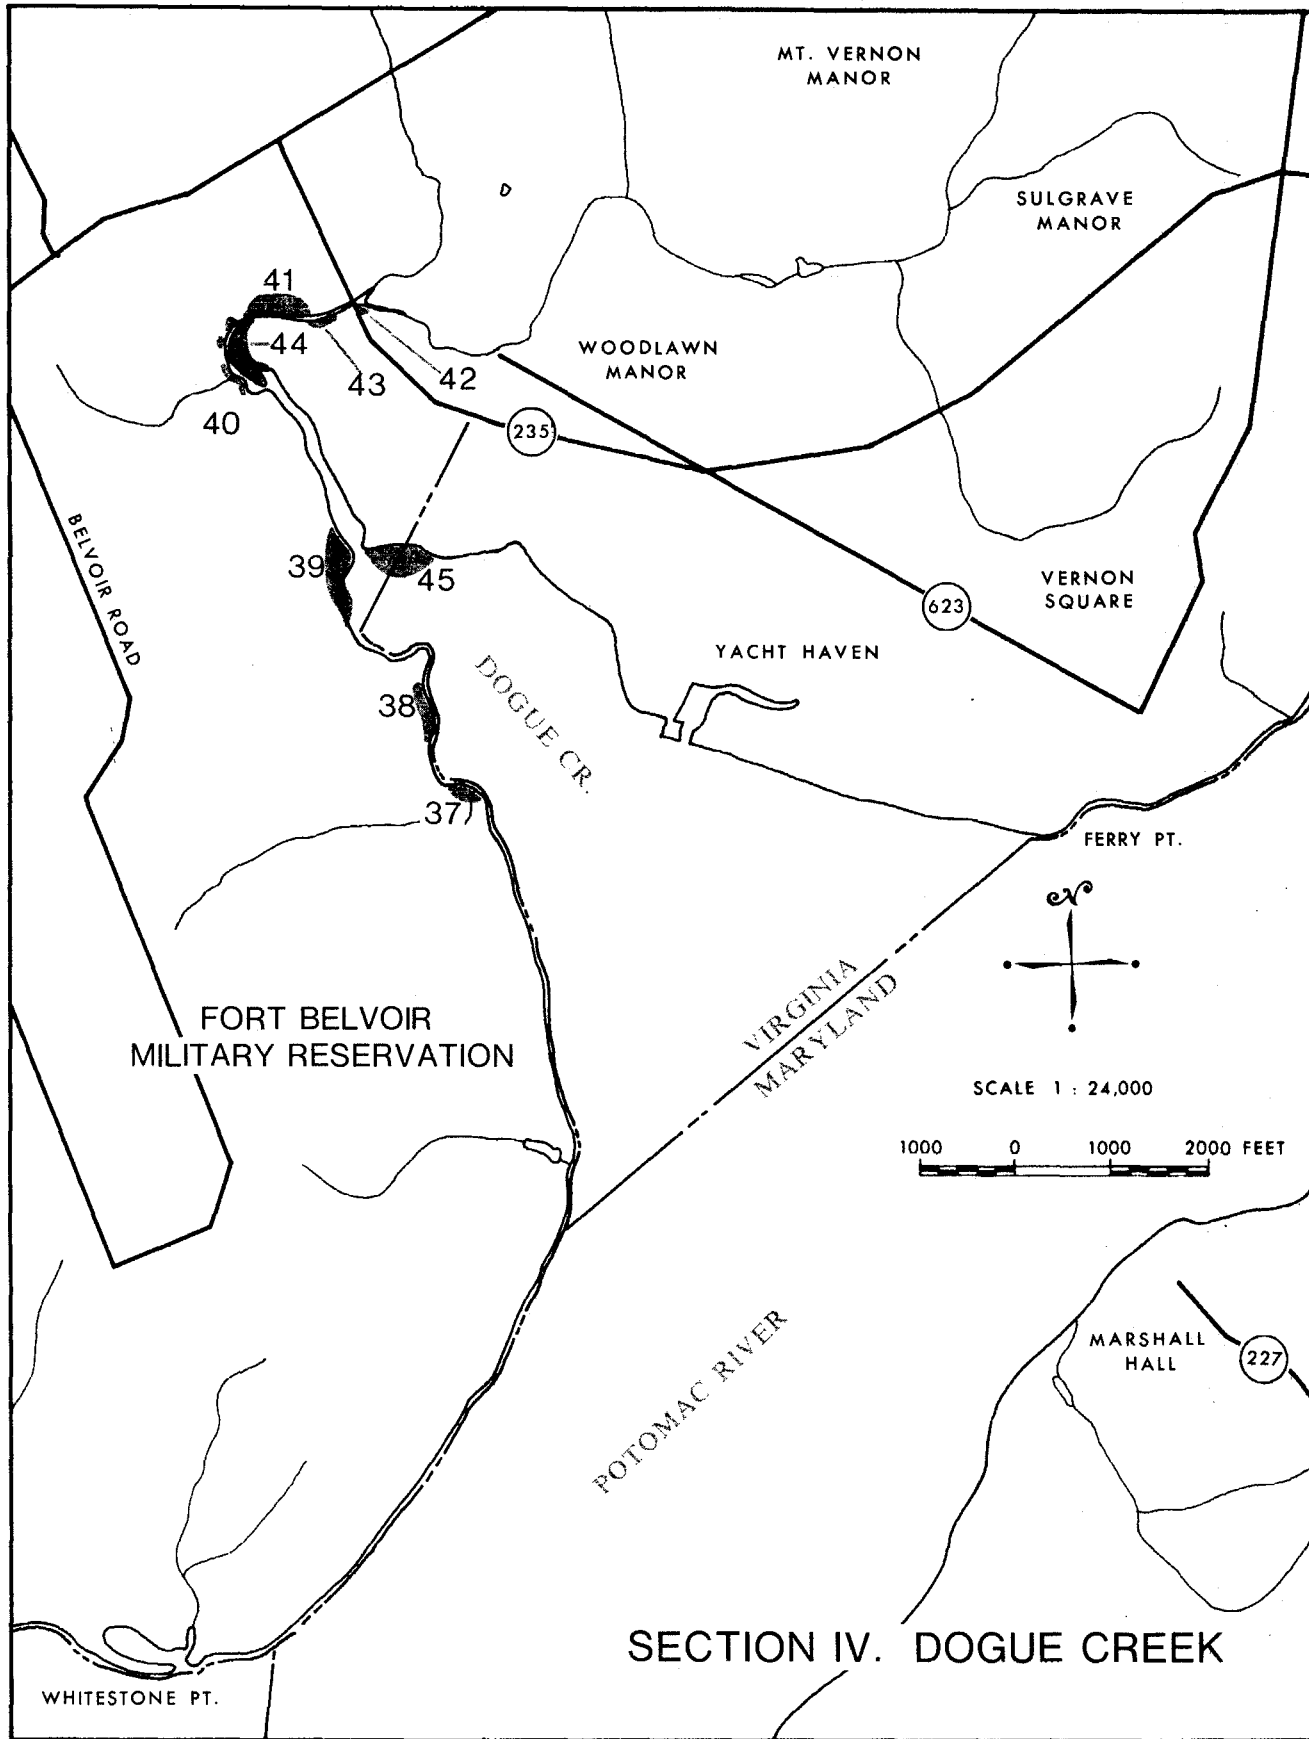 MT. VERNON
MANOR
SULGRAVE
MANOR
41
44
43
42
40
WOODLAWN
MANOR
235
BELVOIR ROAD
39
45
623
VERNON
SQUARE
YACHT HAVEN
DOGUE CR.
38
37
FERRY PT.
N
VIRGINIA
MARYLAND
FORT BELVOIR
MILITARY RESERVATION
SCALE 1 : 24,000
1000 0 1000 2000 FEET
POTOMAC RIVER
MARSHALL
HALL
227
SECTION IV. DOGUE CREEK
WHITESTONE PT.